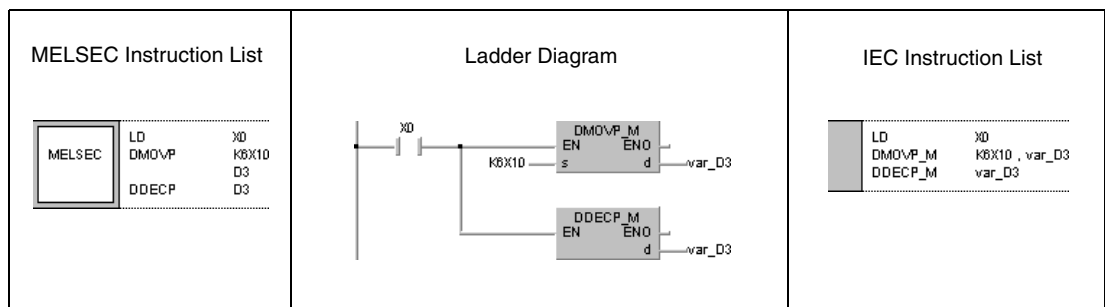 MELSEC Instruction List
MELSEC
LD X0
DMOVP K6X10
D3
DDECP D3
Ladder Diagram
X0
DMOVP_M
EN ENO
K6X10 s d var_D3
DDECP_M
EN ENO
d var_D3
IEC Instruction List
LD X0
DMOVP_M K6X10 , var_D3
DDECP_M var_D3